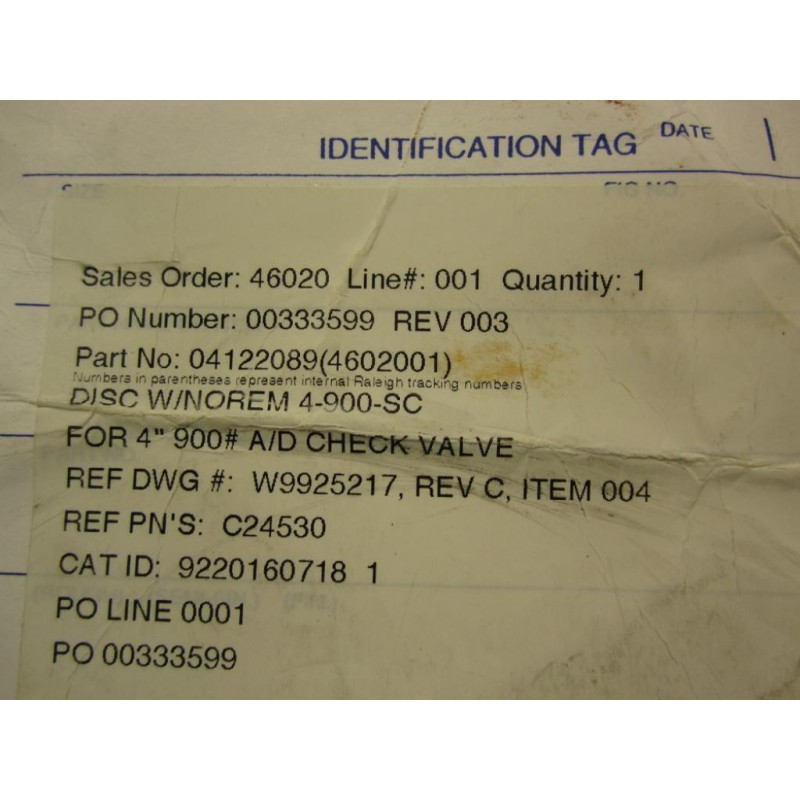 IDENTIFICATION TAG DATE
Sales Order: 46020 Line#: 001 Quantity: 1
PO Number: 00333599 REV 003
Part No: 04122089(4602001)
Numbers in parentheses represent internal Raleigh tracking numbers
DISC W/NOREM 4-900-SC
FOR 4" 900# A/D CHECK VALVE
REF DWG #: W9925217, REV C, ITEM 004
REF PN'S: C24530
CAT ID: 9220160718 1
PO LINE 0001
PO 00333599